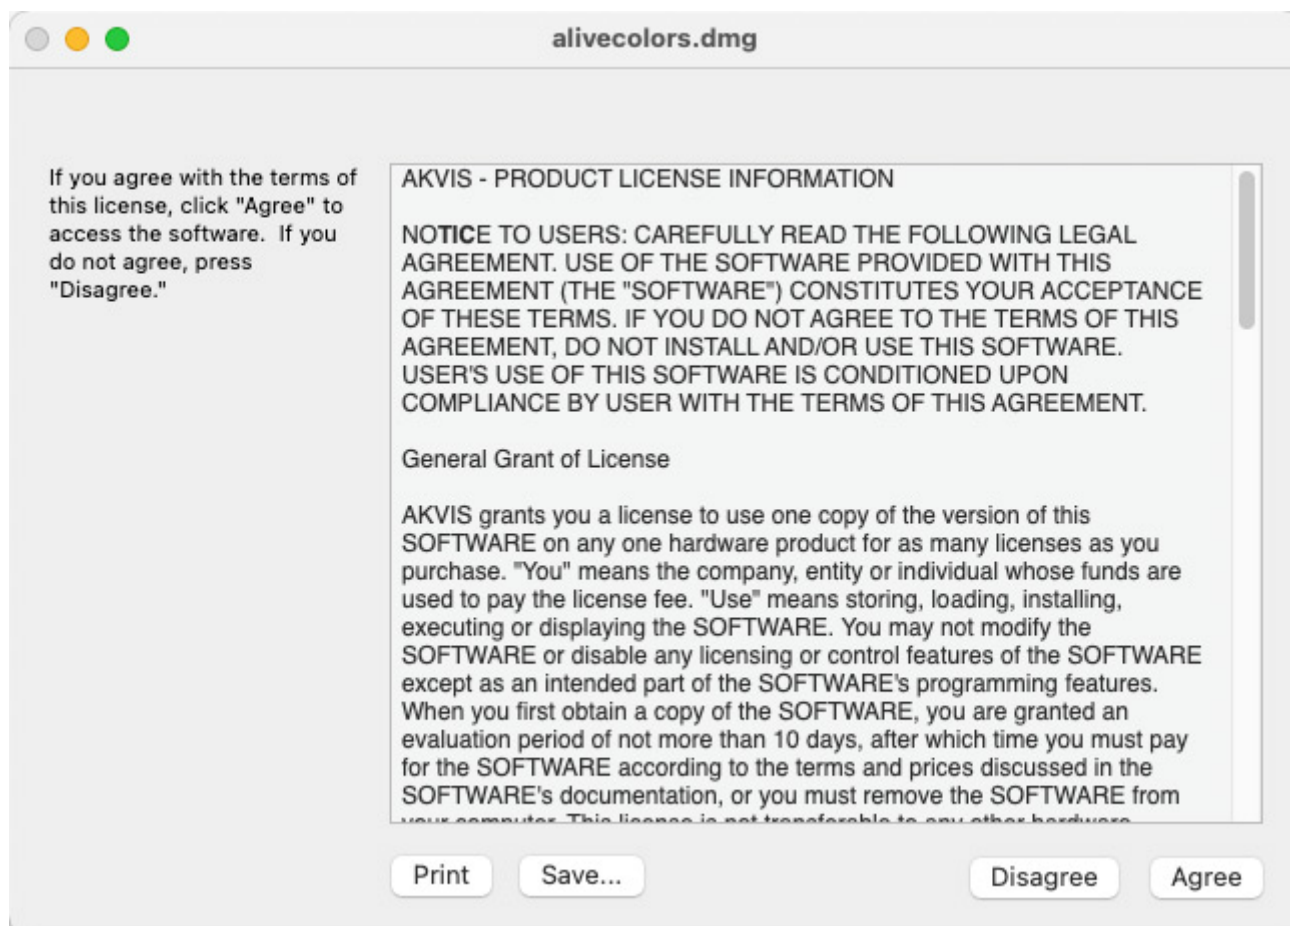 alivecolors.dmg
If you agree with the terms of
this license, click "Agree" to
access the software.  If you
do not agree, press
"Disagree."
AKVIS - PRODUCT LICENSE INFORMATION
NOTICE TO USERS: CAREFULLY READ THE FOLLOWING LEGAL
AGREEMENT. USE OF THE SOFTWARE PROVIDED WITH THIS
AGREEMENT (THE "SOFTWARE") CONSTITUTES YOUR ACCEPTANCE
OF THESE TERMS. IF YOU DO NOT AGREE TO THE TERMS OF THIS
AGREEMENT, DO NOT INSTALL AND/OR USE THIS SOFTWARE.
USER'S USE OF THIS SOFTWARE IS CONDITIONED UPON
COMPLIANCE BY USER WITH THE TERMS OF THIS AGREEMENT.
General Grant of License
AKVIS grants you a license to use one copy of the version of this
SOFTWARE on any one hardware product for as many licenses as you
purchase. "You" means the company, entity or individual whose funds are
used to pay the license fee. "Use" means storing, loading, installing,
executing or displaying the SOFTWARE. You may not modify the
SOFTWARE or disable any licensing or control features of the SOFTWARE
except as an intended part of the SOFTWARE's programming features.
When you first obtain a copy of the SOFTWARE, you are granted an
evaluation period of not more than 10 days, after which time you must pay
for the SOFTWARE according to the terms and prices discussed in the
SOFTWARE's documentation, or you must remove the SOFTWARE from
your computer. This license is not transferable to any other hardware
Print
Save...
Disagree
Agree